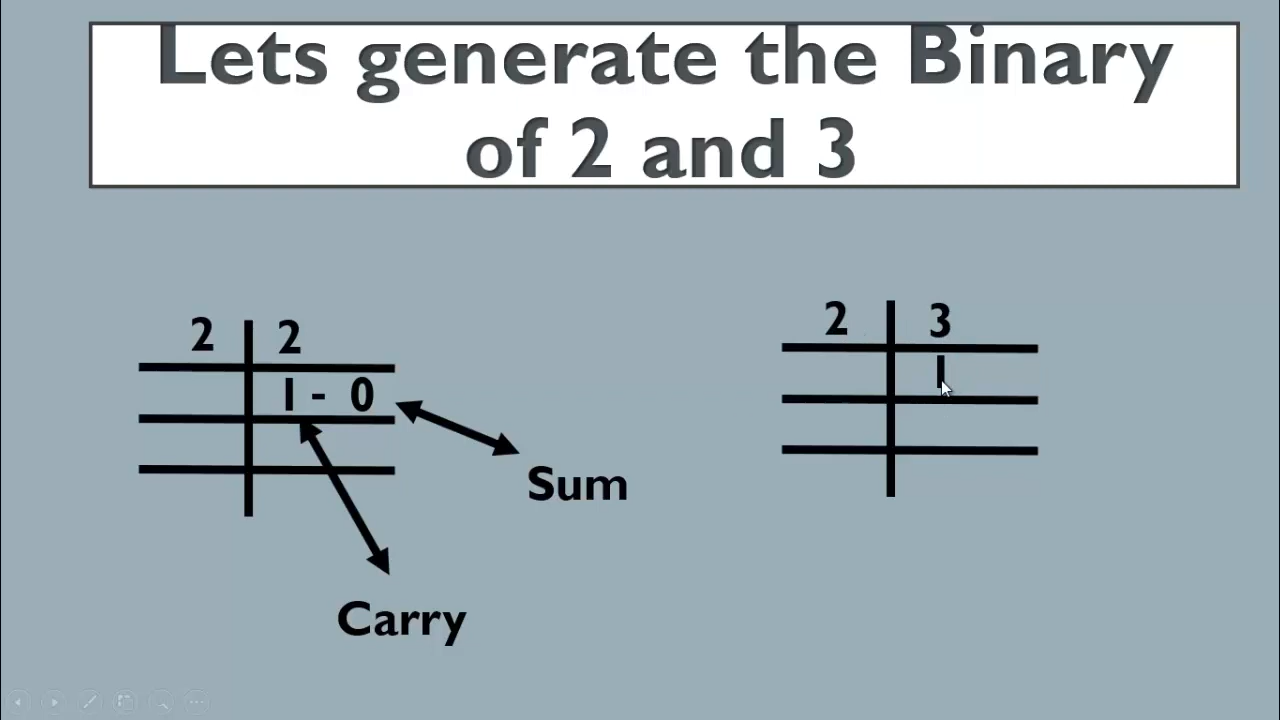 Lets generate the Binary
of 2 and 3
2 2
1 - 0
Sum
Carry
2 3
1